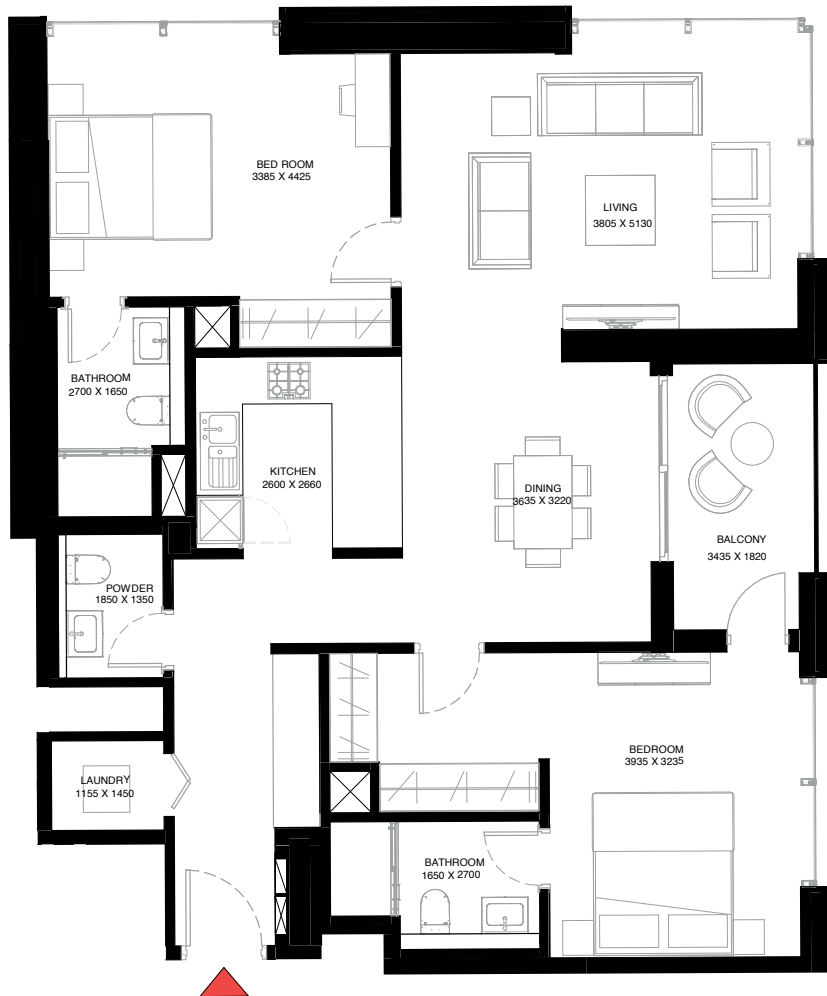 BED ROOM
3385 X 4425
LIVING
3805 X 5130
BATHROOM
2700 X 1650
KITCHEN
2600 X 2660
DINING
3635 X 3220
BALCONY
3435 X 1820
POWDER
1850 X 1350
BEDROOM
3935 X 3235
LAUNDRY
1155 X 1450
BATHROOM
1650 X 2700